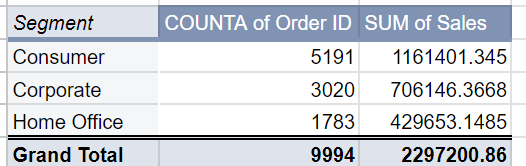 Segment COUNTA of Order ID SUM of Sales
Consumer 5191 1161401.345
Corporate 3020 706146.3668
Home Office 1783 429653.1485
Grand Total 9994 2297200.86